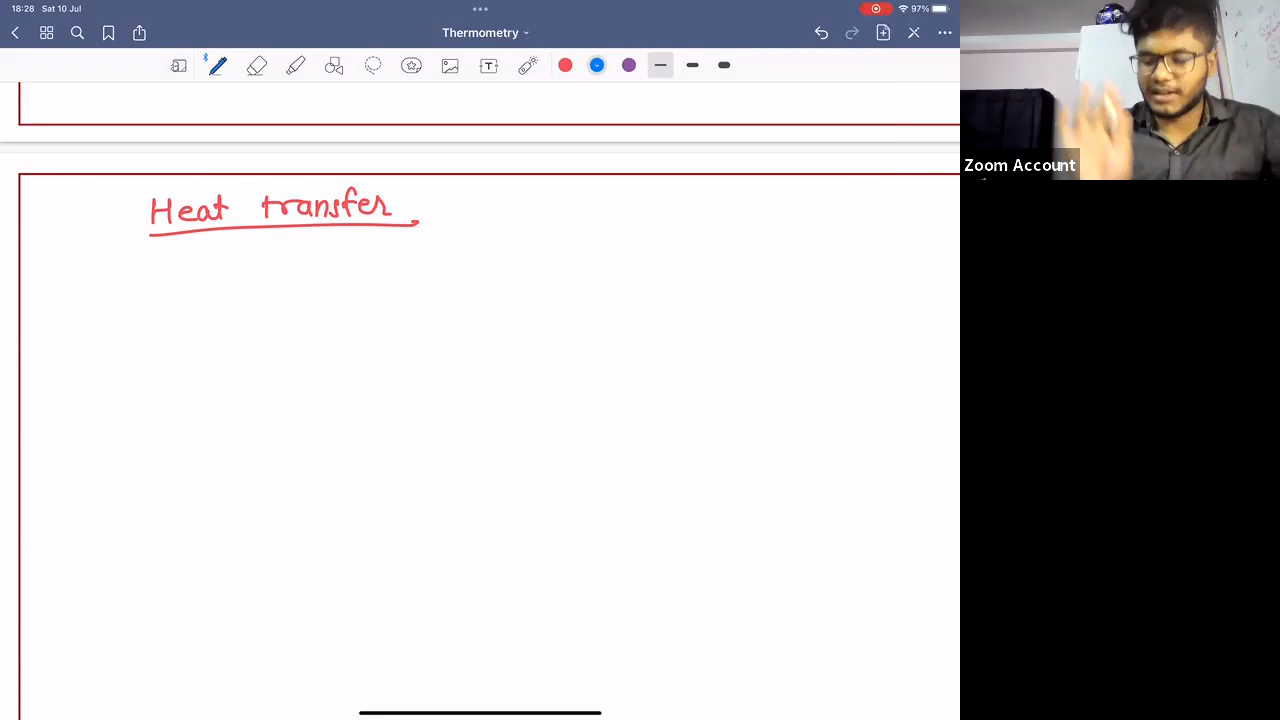 18:28 Sat 10 Jul
97%
Thermometry
T
Zoom Account
Heat transfer